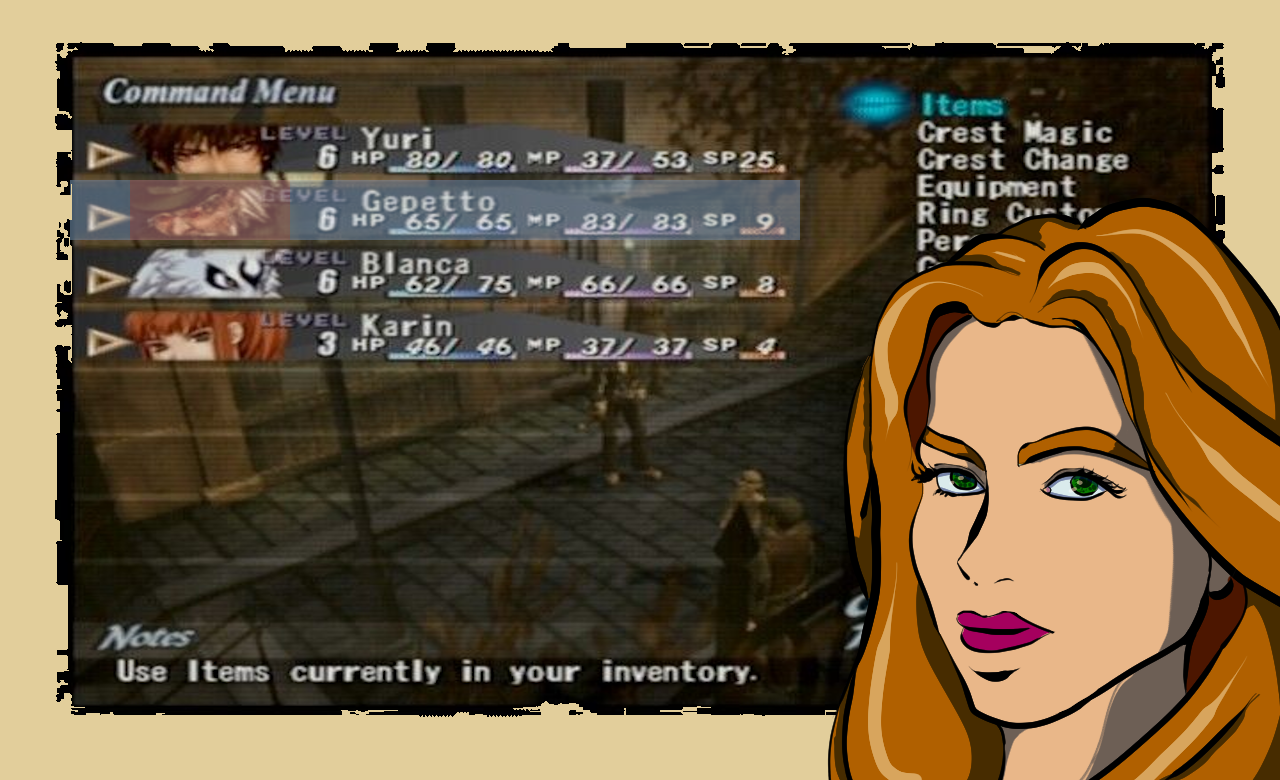 Command Menu
LEVEL 6 Yuri
HP 80/ 80 MP 37/ 53 SP 25
LEVEL 6 Gepetto
HP 65/ 65 MP 83/ 83 SP 9
LEVEL 6 Blanca
HP 62/ 75 MP 66/ 66 SP 8
LEVEL 3 Karin
HP 46/ 46 MP 37/ 37 SP 4
Items
Crest Magic
Crest Change
Equipment
Ring
Notes
Use Items currently in your inventory.